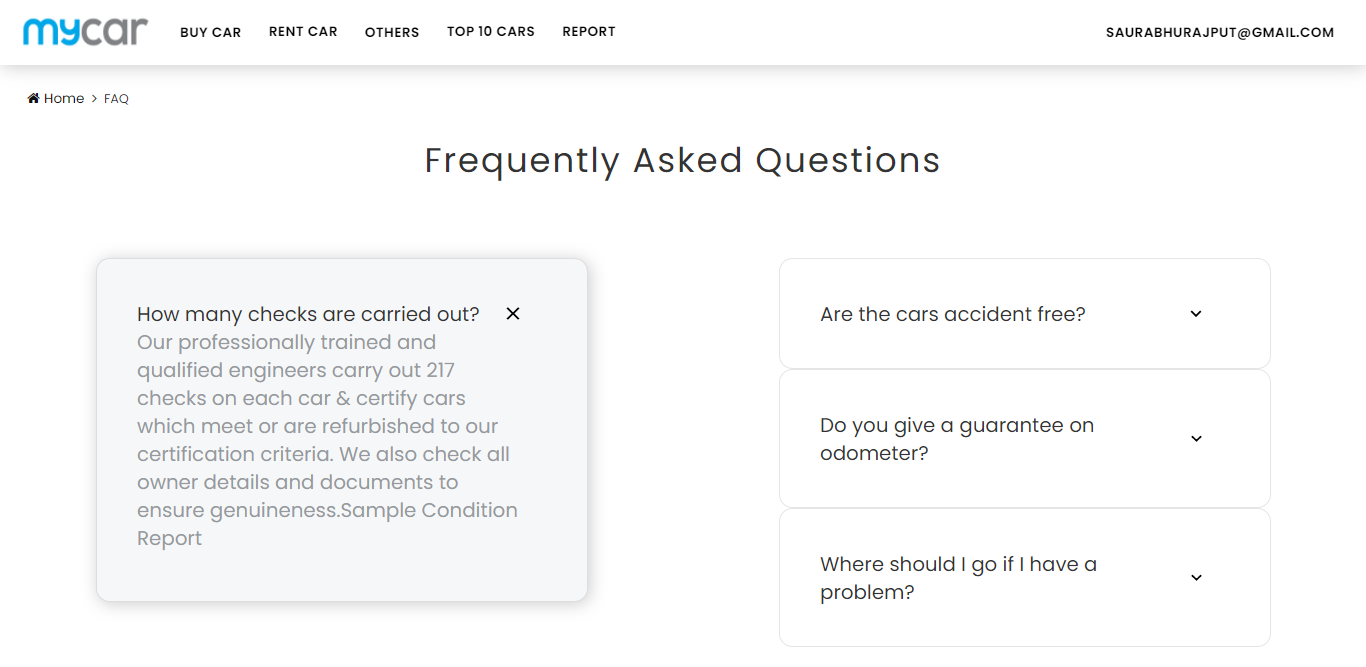 mycar
BUY CAR
RENT CAR
OTHERS
TOP 10 CARS
REPORT
SAURABHURAJPUT@GMAIL.COM
Home > FAQ
Frequently Asked Questions
How many checks are carried out?
Our professionally trained and
qualified engineers carry out 217
checks on each car & certify cars
which meet or are refurbished to our
certification criteria. We also check all
owner details and documents to
ensure genuineness.Sample Condition
Report
Are the cars accident free?
Do you give a guarantee on
odometer?
Where should I go if I have a
problem?